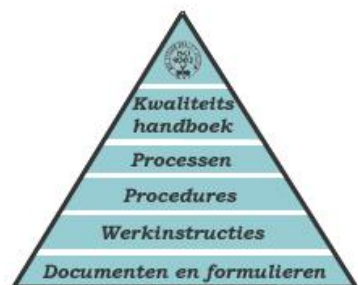 Kwaliteits
handboek
Processen
Procedures
Werkinstructies
Documenten en formulieren